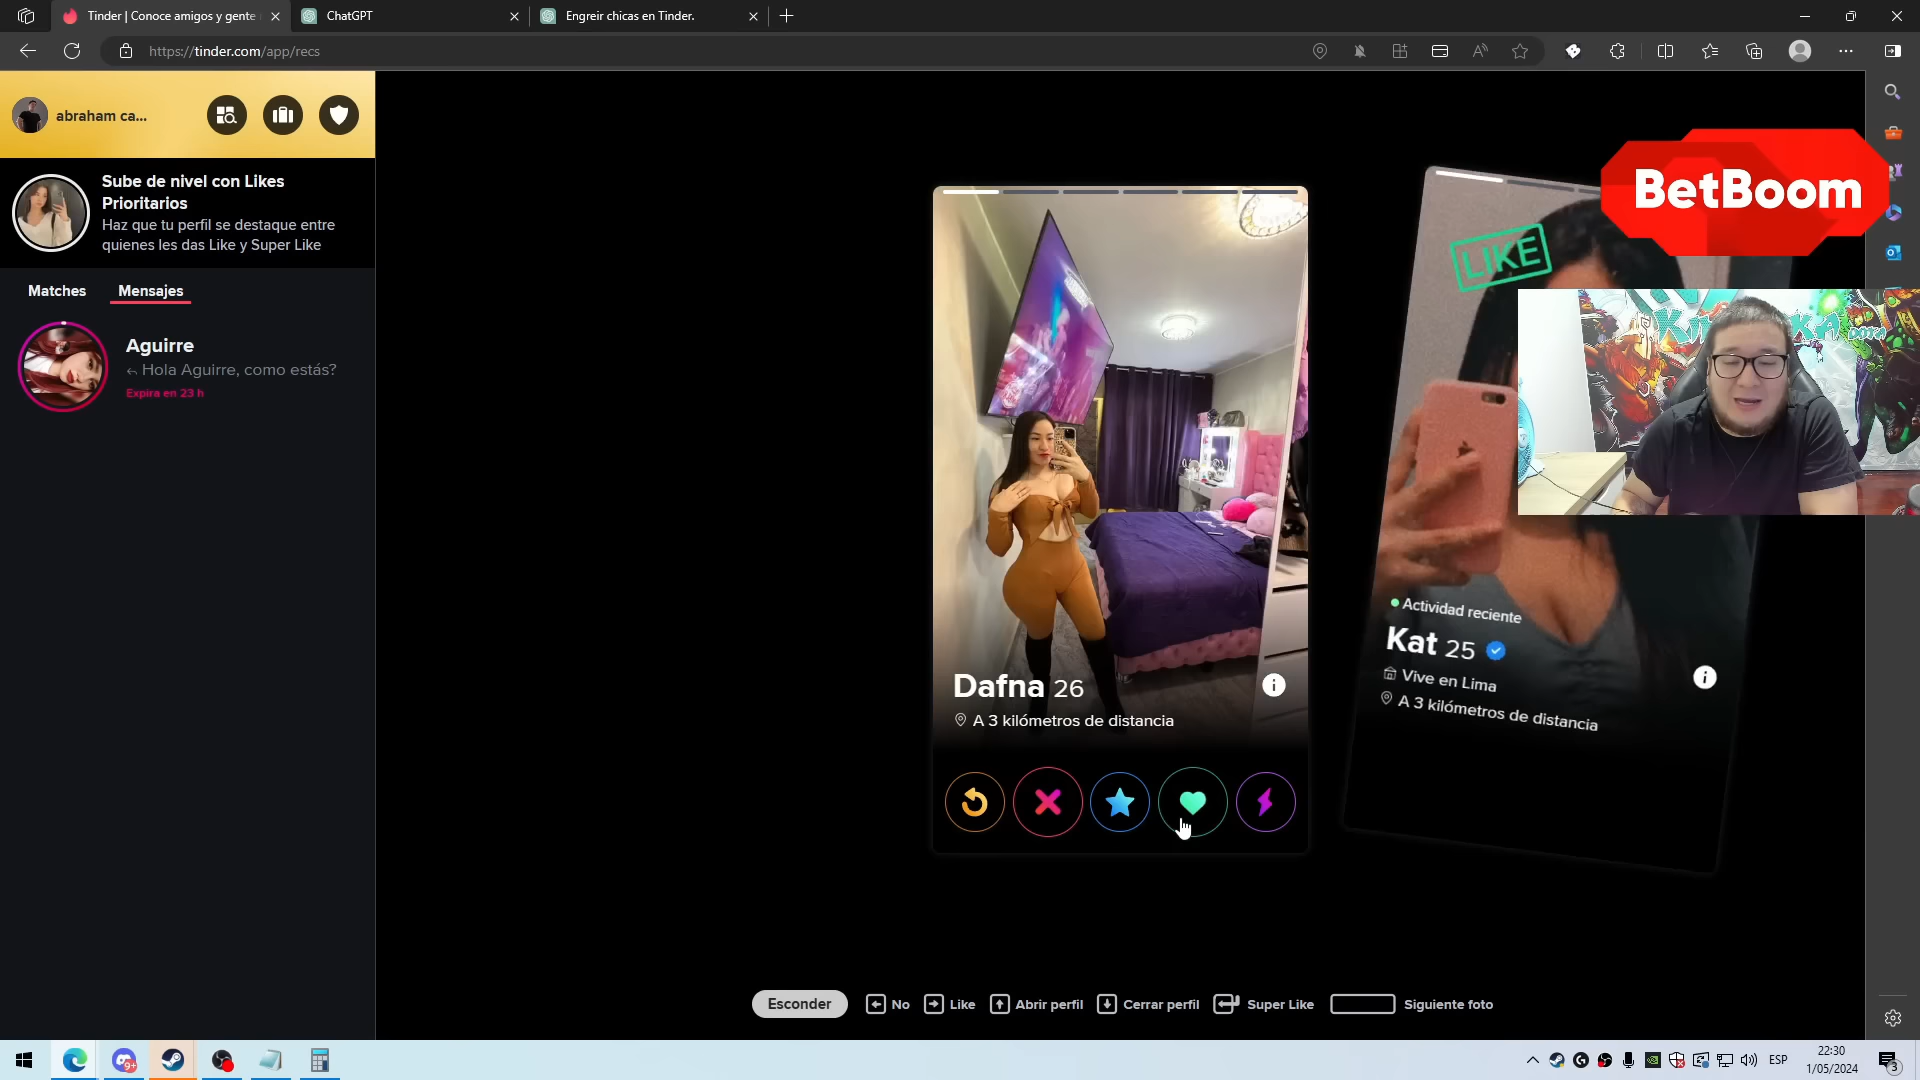 Tinder | Conoce amigos y gente
ChatGPT
Engreir chicas en Tinder.
https://tinder.com/app/recs
abraham ca...
Sube de nivel con Likes
Prioritarios
Haz que tu perfil se destaque entre
quienes les das Like y Super Like
Matches
Mensajes
Aguirre
Hola Aguirre, como estás?
Expira en 23 h
Dafna 26
A 3 kilómetros de distancia
LIKE
BetBoom
Actividad reciente
Kat 25
Vive en Lima
A 3 kilómetros de distancia
Esconder
No
Like
Abrir perfil
Cerrar perfil
Super Like
Siguiente foto
9+
ESP
22:30
1/05/2024
3